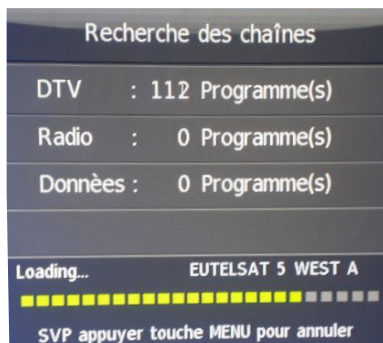 Recherche des chaînes
DTV : 112 Programme(s)
Radio : 0 Programme(s)
Donnèes : 0 Programme(s)
Loading... EUTELSAT 5 WEST A
SVP appuyer touche MENU pour annuler